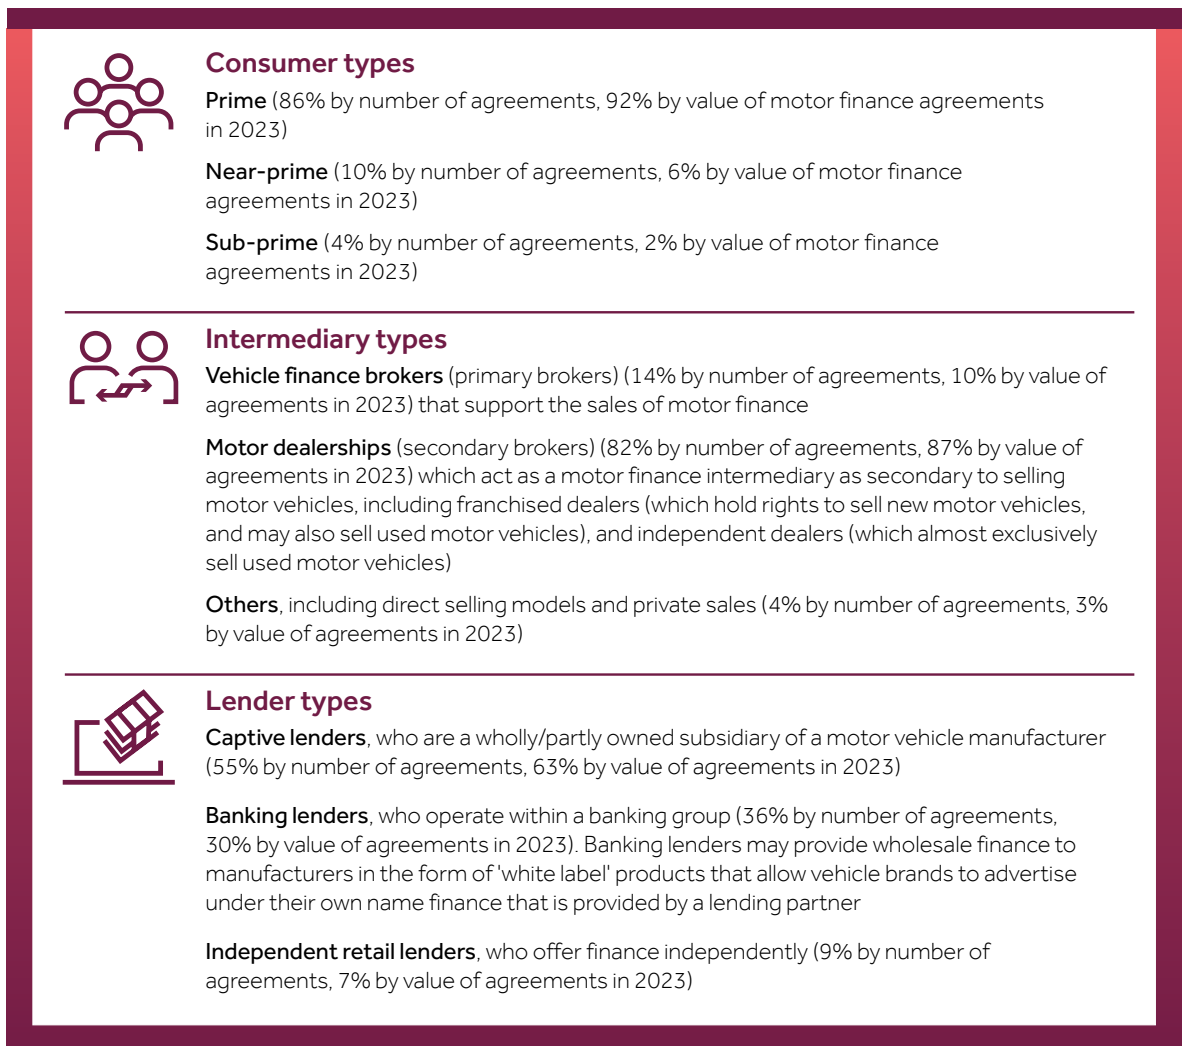 Consumer types
Prime (86% by number of agreements, 92% by value of motor finance agreements
in 2023)
Near-prime (10% by number of agreements, 6% by value of motor finance
agreements in 2023)
Sub-prime (4% by number of agreements, 2% by value of motor finance
agreements in 2023)
Intermediary types
Vehicle finance brokers (primary brokers) (14% by number of agreements, 10% by value of
agreements in 2023) that support the sales of motor finance
Motor dealerships (secondary brokers) (82% by number of agreements, 87% by value of
agreements in 2023) which act as a motor finance intermediary as secondary to selling
motor vehicles, including franchised dealers (which hold rights to sell new motor vehicles,
and may also sell used motor vehicles), and independent dealers (which almost exclusively
sell used motor vehicles)
Others, including direct selling models and private sales (4% by number of agreements, 3%
by value of agreements in 2023)
Lender types
Captive lenders, who are a wholly/partly owned subsidiary of a motor vehicle manufacturer
(55% by number of agreements, 63% by value of agreements in 2023)
Banking lenders, who operate within a banking group (36% by number of agreements,
30% by value of agreements in 2023). Banking lenders may provide wholesale finance to
manufacturers in the form of 'white label' products that allow vehicle brands to advertise
under their own name finance that is provided by a lending partner
Independent retail lenders, who offer finance independently (9% by number of
agreements, 7% by value of agreements in 2023)